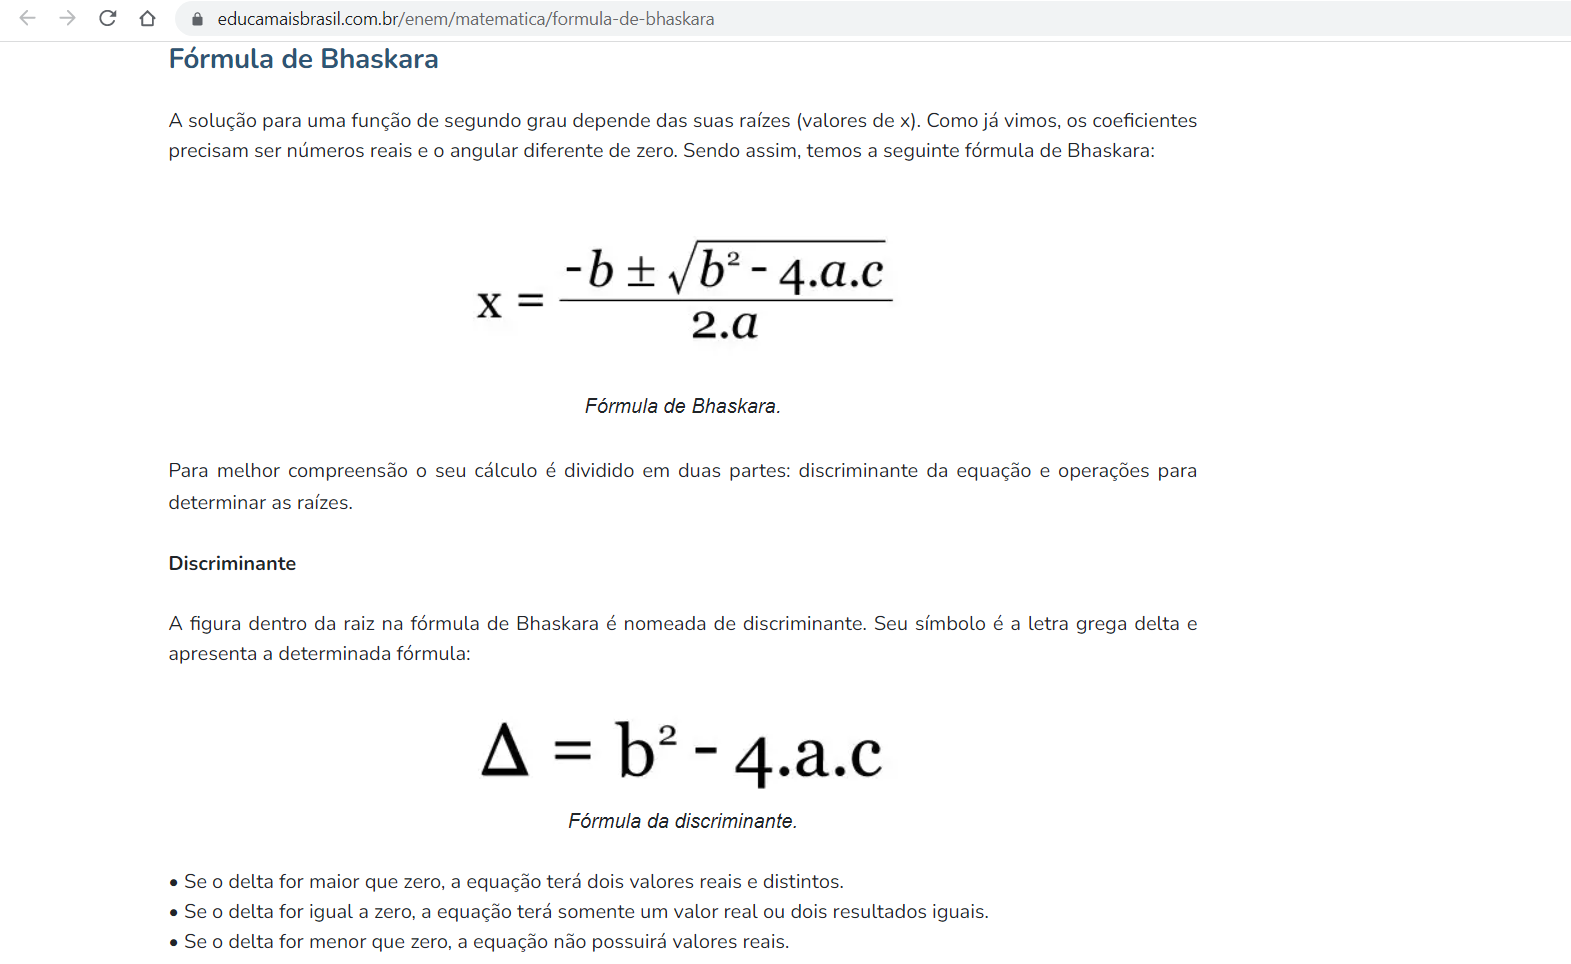 educamaisbrasil.com.br/enem/matematica/formula-de-bhaskara
Fórmula de Bhaskara
A solução para uma função de segundo grau depende das suas raízes (valores de x). Como já vimos, os coeficientes
precisam ser números reais e o angular diferente de zero. Sendo assim, temos a seguinte fórmula de Bhaskara:
x = -b ± √b² - 4.a.c
2.a
Fórmula de Bhaskara.
Para melhor compreensão o seu cálculo é dividido em duas partes: discriminante da equação e operações para
determinar as raízes.
Discriminante
A figura dentro da raiz na fórmula de Bhaskara é nomeada de discriminante. Seu símbolo é a letra grega delta e
apresenta a determinada fórmula:
Δ = b² - 4.a.c
Fórmula da discriminante.
• Se o delta for maior que zero, a equação terá dois valores reais e distintos.
• Se o delta for igual a zero, a equação terá somente um valor real ou dois resultados iguais.
• Se o delta for menor que zero, a equação não possuirá valores reais.